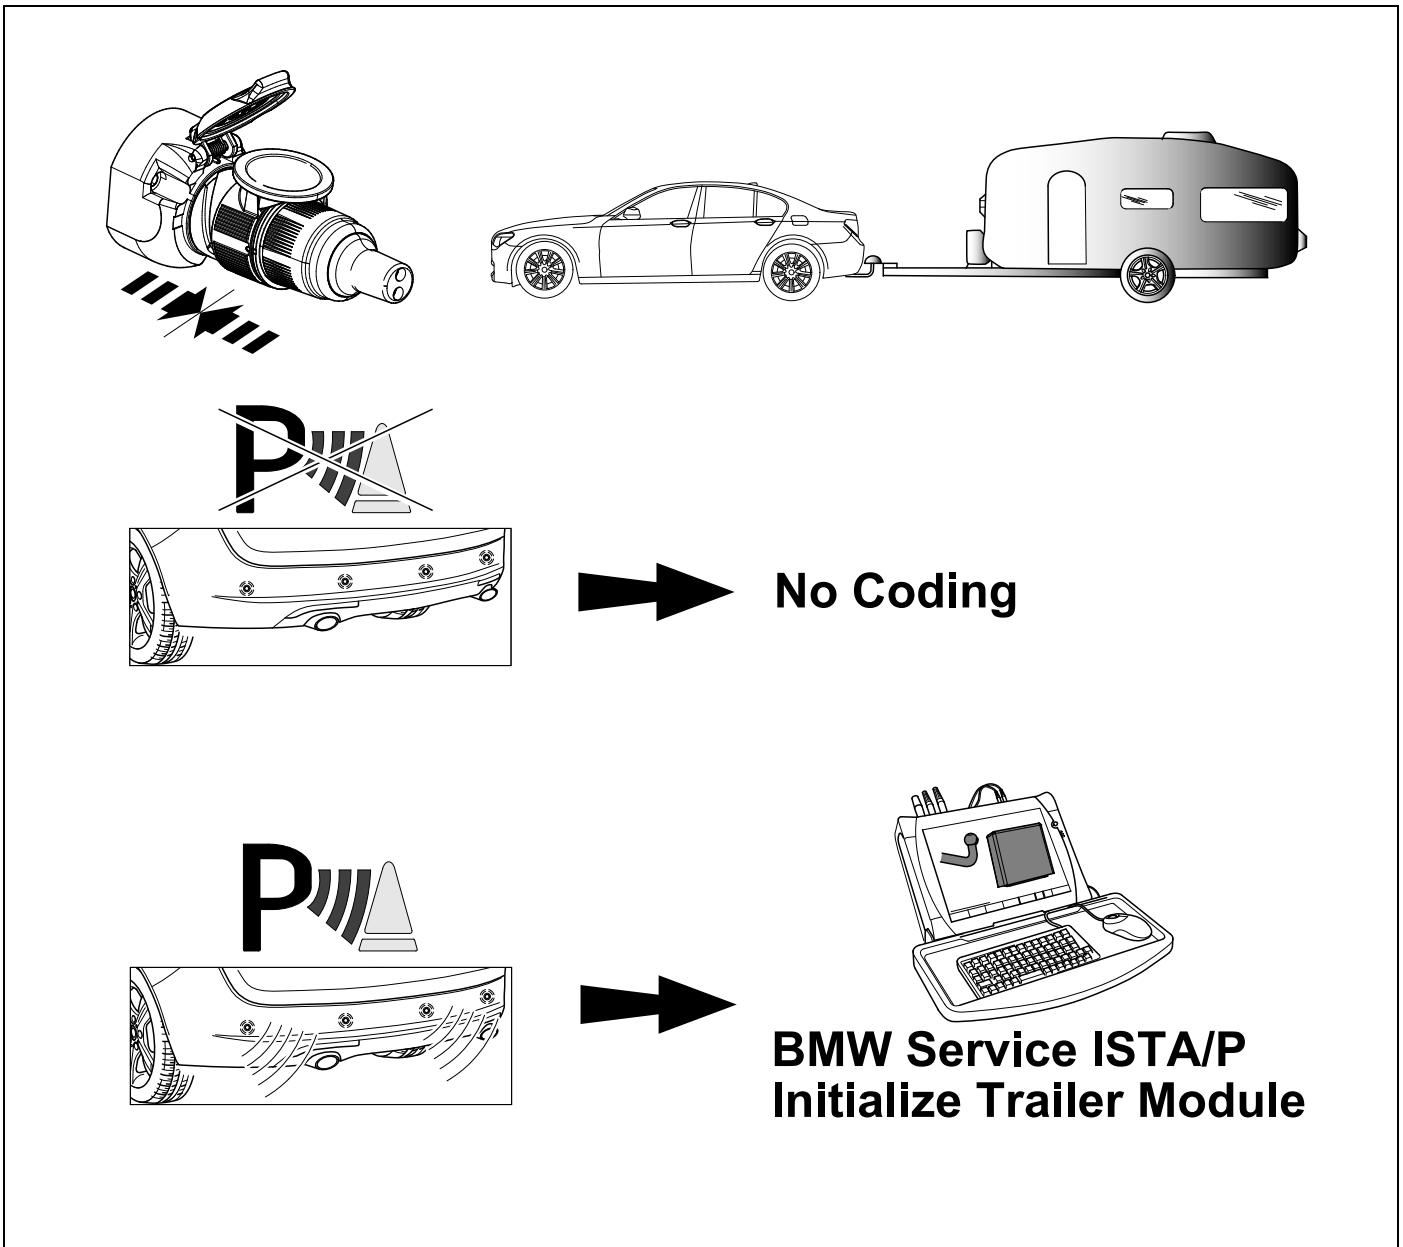 P
No Coding
P
BMW Service ISTA/P
Initialize Trailer Module